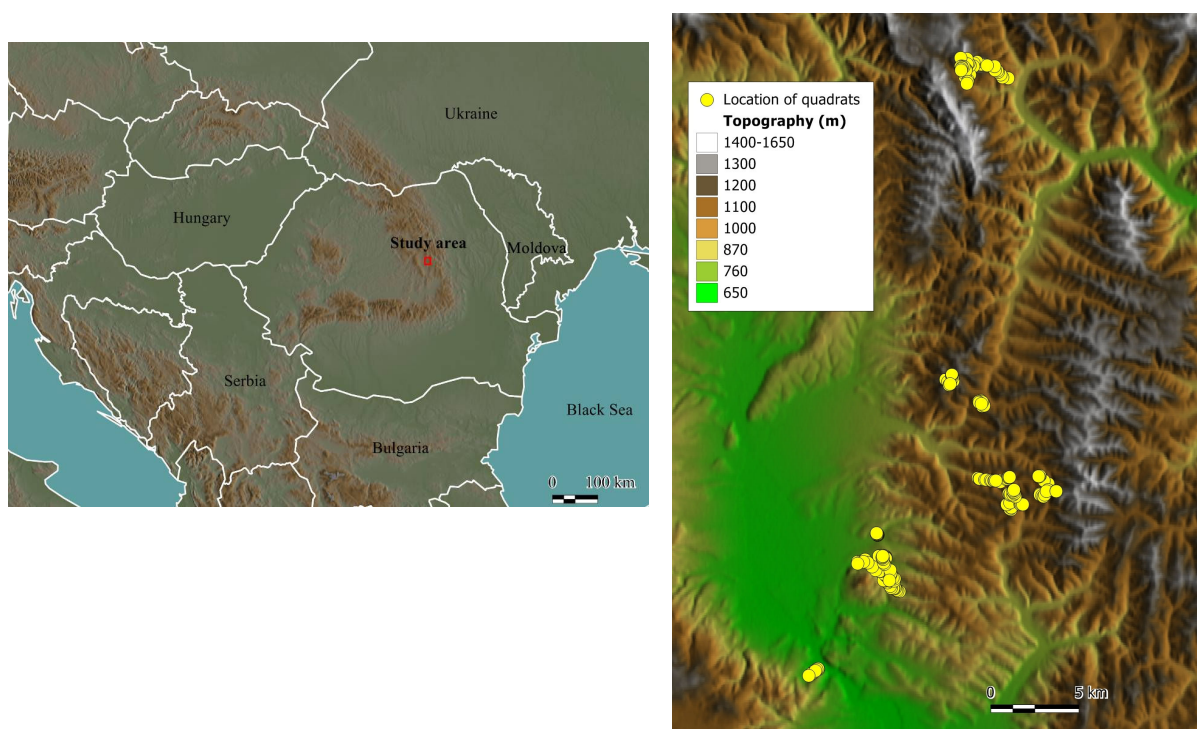 Ukraine
Hungary
Study area
Moldova
Serbia
Black Sea
Bulgaria
0 100 km
Location of quadrats
Topography (m)
1400-1650
1300
1200
1100
1000
870
760
650
0 5 km